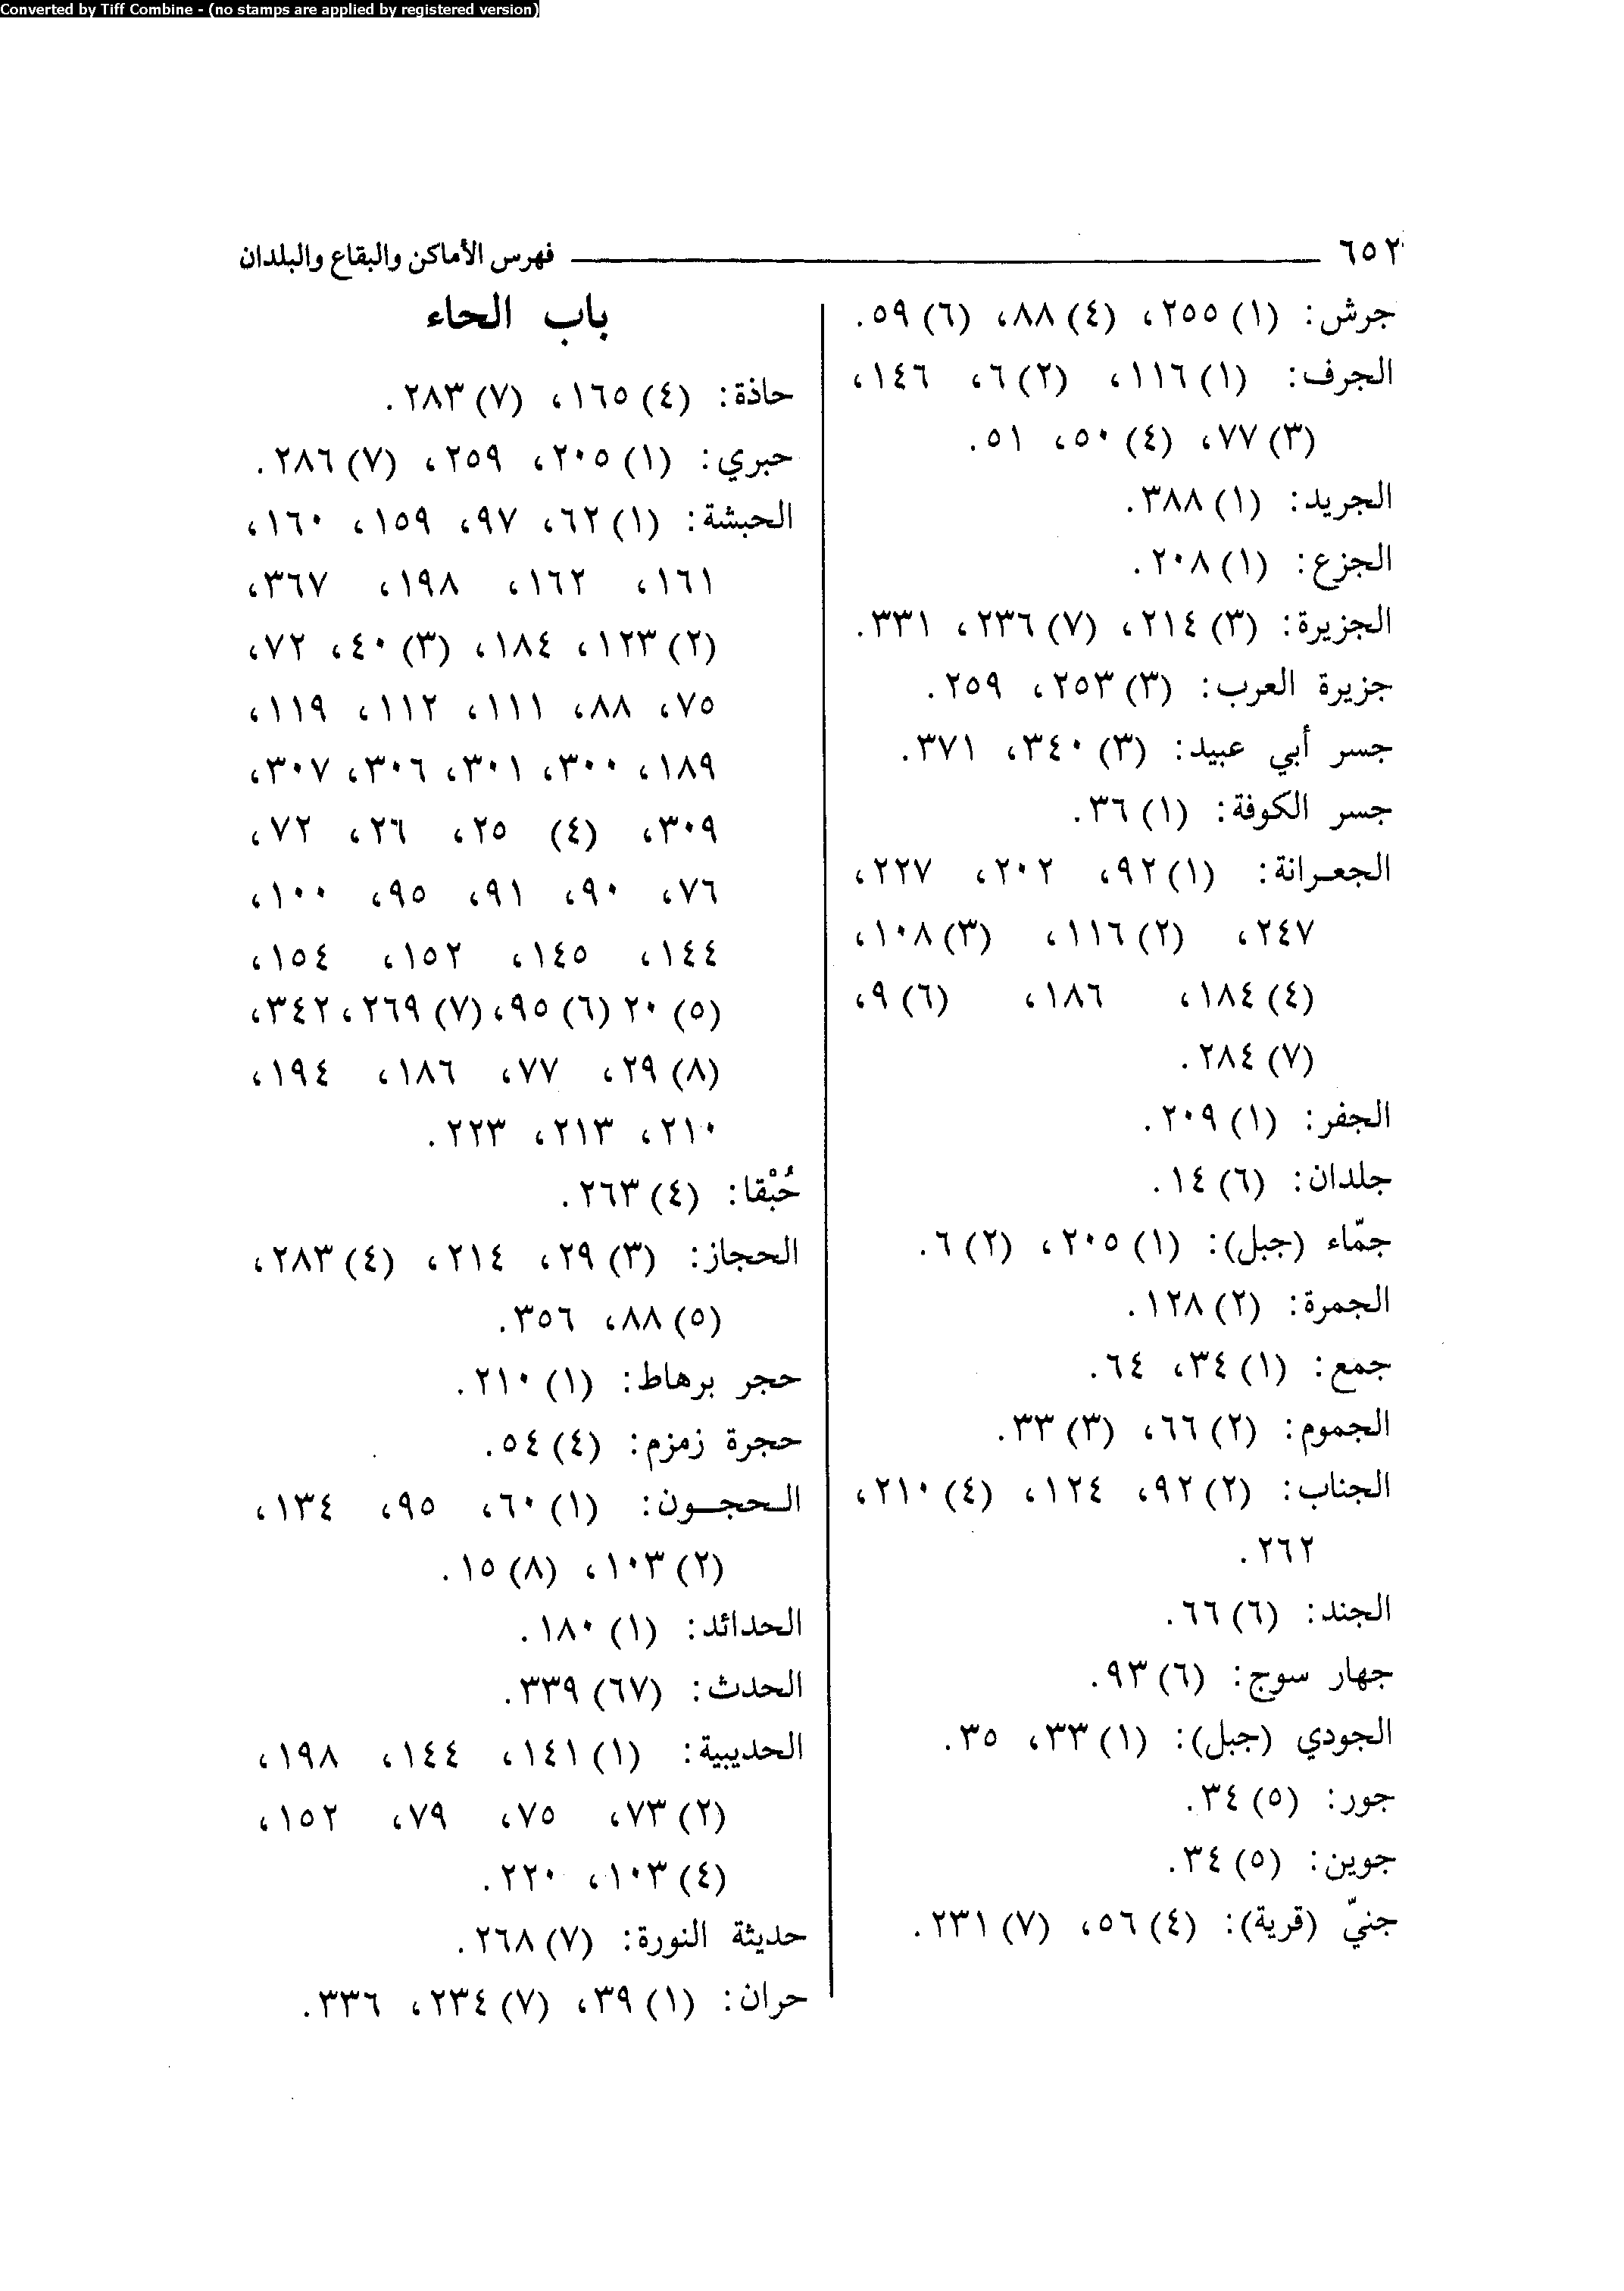 Converted by Tiff Combine - (no stamps are applied by registered version)
٦٥٢ فهرس الأماكن والبقاع والبلدان
جرش: (١) ٢٥٥، (٤) ٨٨، (٦) ٥٩.
الجرف: (١) ١١٦، (٢) ٦، ١٤٦،
(٣) ٧٧، (٤) ٥٠، ٥١.
الجريد: (١) ٣٨٨.
الجزع: (١) ٢٠٨.
الجزيرة: (٣) ٢١٤، (٧) ٢٣٦، ٣٣١.
جزيرة العرب: (٣) ٢٥٣، ٢٥٩.
جسر أبي عبيد: (٣) ٣٤٠، ٣٧١.
جسر الكوفة: (١) ٣٦.
الجعرانة: (١) ٩٢، ٢٠٢، ٢٢٧،
٢٤٧، (٢) ١١٦، (٣) ١٠٨،
(٤) ١٨٤، ١٨٦، (٦) ٩،
(٧) ٢٨٤.
الجفر: (١) ٢٠٩.
جلدان: (٦) ١٤.
جمّاء (جبل): (١) ٢٠٥، (٢) ٦.
الجمرة: (٢) ١٢٨.
جمع: (١) ٣٤، ٦٤.
الجموم: (٢) ٦٦، (٣) ٣٣.
الجناب: (٢) ٩٢، ١٢٤، (٤) ٢١٠،
٢٦٢.
الجند: (٦) ٦٦.
جهار سوج: (٦) ٩٣.
الجودي (جبل): (١) ٣٣، ٣٥.
جور: (٥) ٣٤.
جوين: (٥) ٣٤.
جنيّ (قرية): (٤) ٥٦، (٧) ٢٣١.
باب الحاء
حاذة: (٤) ١٦٥، (٧) ٢٨٣.
حبري: (١) ٢٠٥، ٢٥٩، (٧) ٢٨٦.
الحبشة: (١) ٦٢، ٩٧، ١٥٩، ١٦٠،
١٦١، ١٦٢، ١٩٨، ٣٦٧،
(٢) ١٢٣، ١٨٤، (٣) ٤٠، ٧٢،
٧٥، ٨٨، ١١١، ١١٢، ١١٩،
١٨٩، ٣٠٠، ٣٠١، ٣٠٦، ٣٠٧،
٣٠٩، (٤) ٢٥، ٢٦، ٧٢،
٧٦، ٩٠، ٩١، ٩٥، ١٠٠،
١٤٤، ١٤٥، ١٥٢، ١٥٤،
(٥) ٢٠ (٦) ٩٥، (٧) ٢٦٩، ٣٤٢،
(٨) ٢٩، ٧٧، ١٨٦، ١٩٤،
٢١٠، ٢١٣، ٢٢٣.
حُبْقا: (٤) ٢٦٣.
الحجاز: (٣) ٢٩، ٢١٤، (٤) ٢٨٣،
(٥) ٨٨، ٣٥٦.
حجر برهاط: (١) ٢١٠.
حجرة زمزم: (٤) ٥٤.
الحجون: (١) ٦٠، ٩٥، ١٣٤،
(٢) ١٠٣، (٨) ١٥.
الحدائد: (١) ١٨٠.
الحدث: (٦٧) ٣٣٩.
الحديبية: (١) ١٤١، ١٤٤، ١٩٨،
(٢) ٧٣، ٧٥، ٧٩، ١٥٢،
(٤) ١٠٣، ٢٢٠.
حديثة النورة: (٧) ٢٦٨.
حران: (١) ٣٩، (٧) ٢٣٤، ٣٣٦.